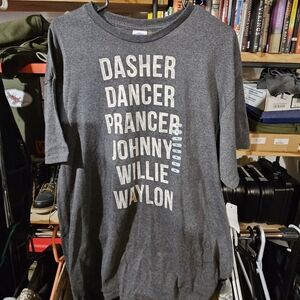 DASHER
DANCER
PRANCER
JOHNNY
WILLIE
WAYLON